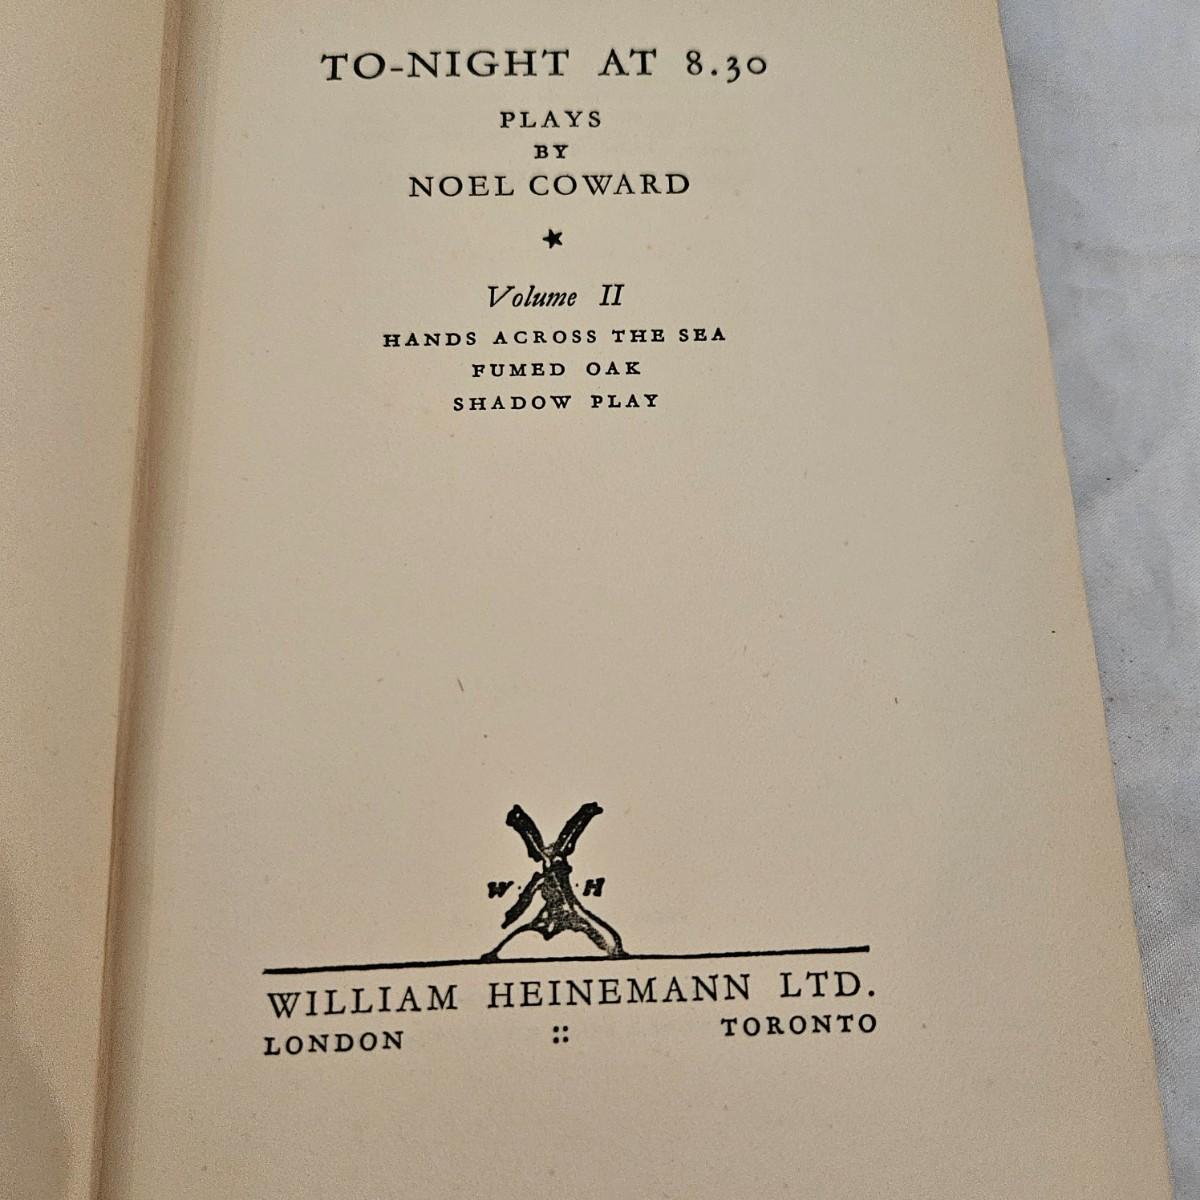 TO-NIGHT AT 8.30
PLAYS
BY
NOEL COWARD
Volume II
HANDS ACROSS THE SEA
FUMED OAK
SHADOW PLAY
W H
WILLIAM HEINEMANN LTD.
LONDON :: TORONTO